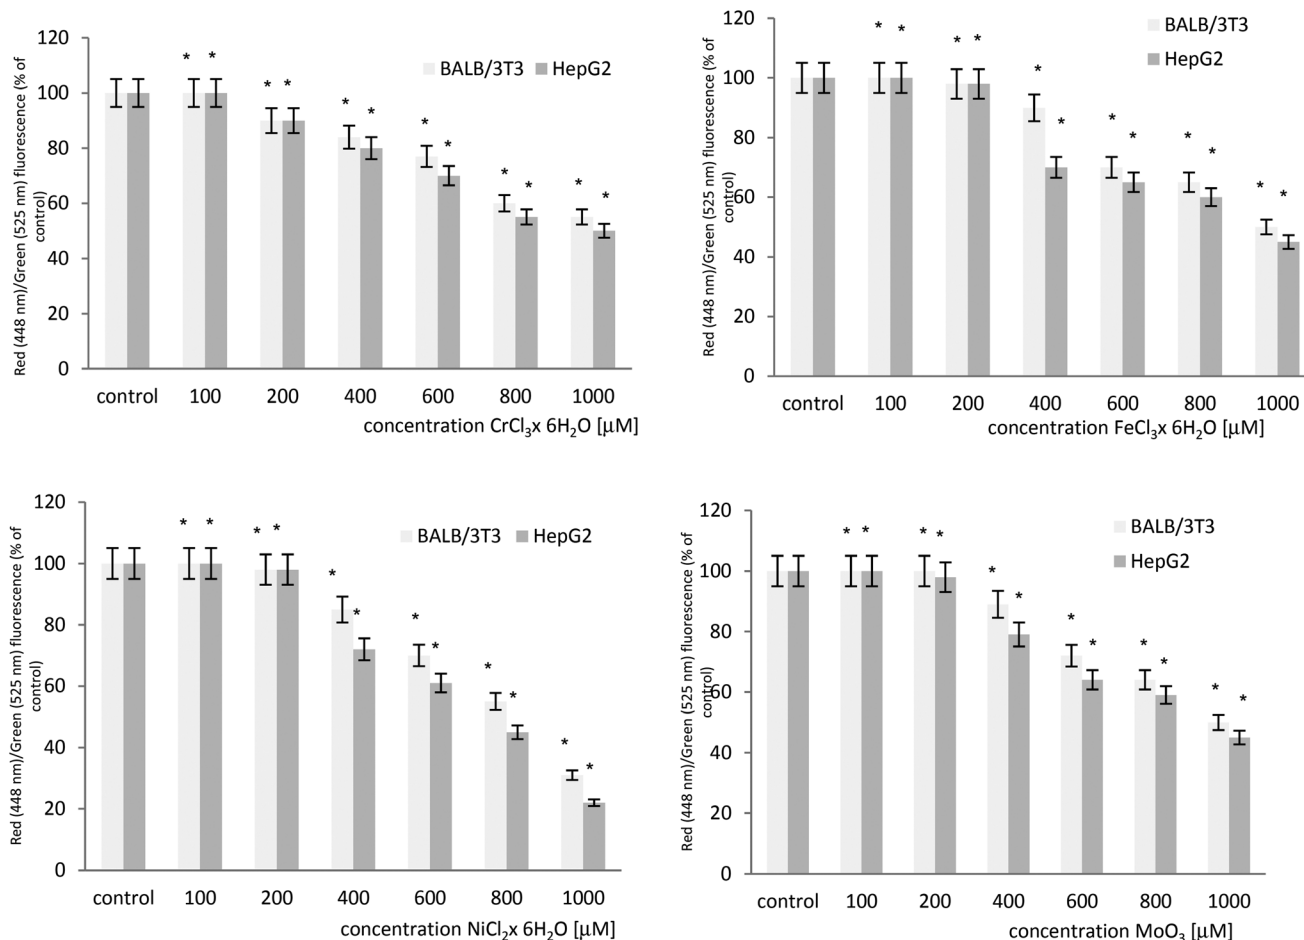 Red (448 nm)/Green (525 nm) fluorescence (% of
control)
120
100
80
60
40
20
0
* * * * * * * * * * * *
BALB/3T3 HepG2
control 100 200 400 600 800 1000
concentration CrCl₃x 6H₂O [µM]
Red (448 nm)/Green (525 nm) fluorescence (% of
control)
120
100
80
60
40
20
0
* * * * * * * * * * * *
BALB/3T3
HepG2
control 100 200 400 600 800 1000
concentration FeCl₃x 6H₂O [µM]
Red (448 nm)/Green (525 nm) fluorescence (% of
control)
120
100
80
60
40
20
0
* * * * * * * * * * * *
BALB/3T3 HepG2
control 100 200 400 600 800 1000
concentration NiCl₂x 6H₂O [µM]
Red (448 nm)/Green (525 nm) fluorescence (% of
control)
120
100
80
60
40
20
0
* * * * * * * * * * * *
BALB/3T3
HepG2
control 100 200 400 600 800 1000
concentration MoO₃ [µM]